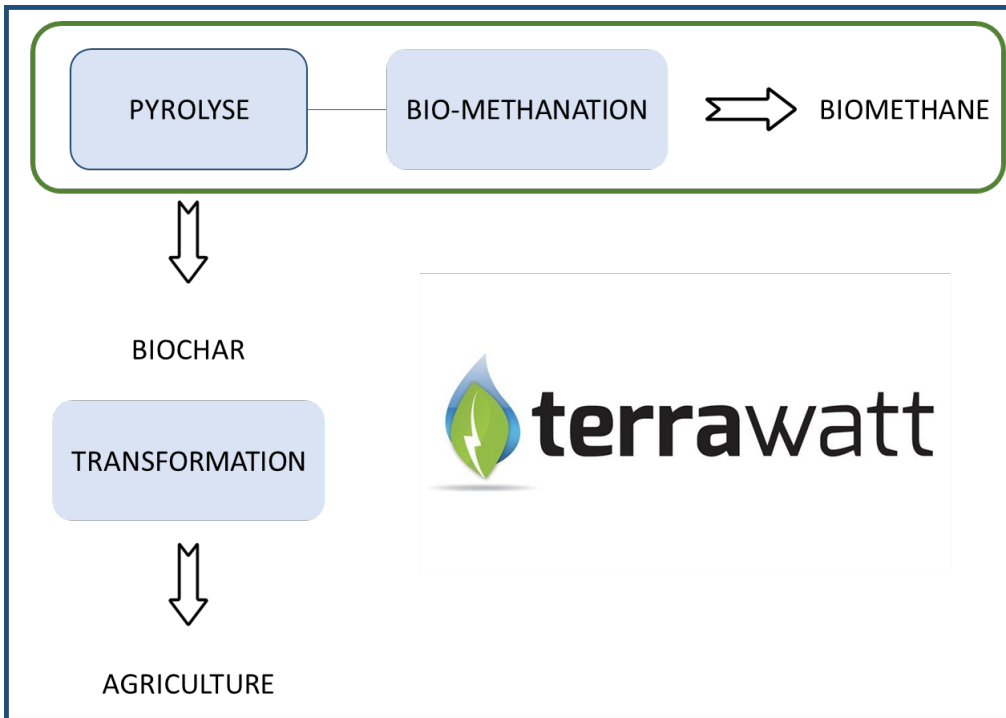 PYROLYSE
BIO-METHANATION
BIOMETHANE
BIOCHAR
TRANSFORMATION
terrawatt
AGRICULTURE